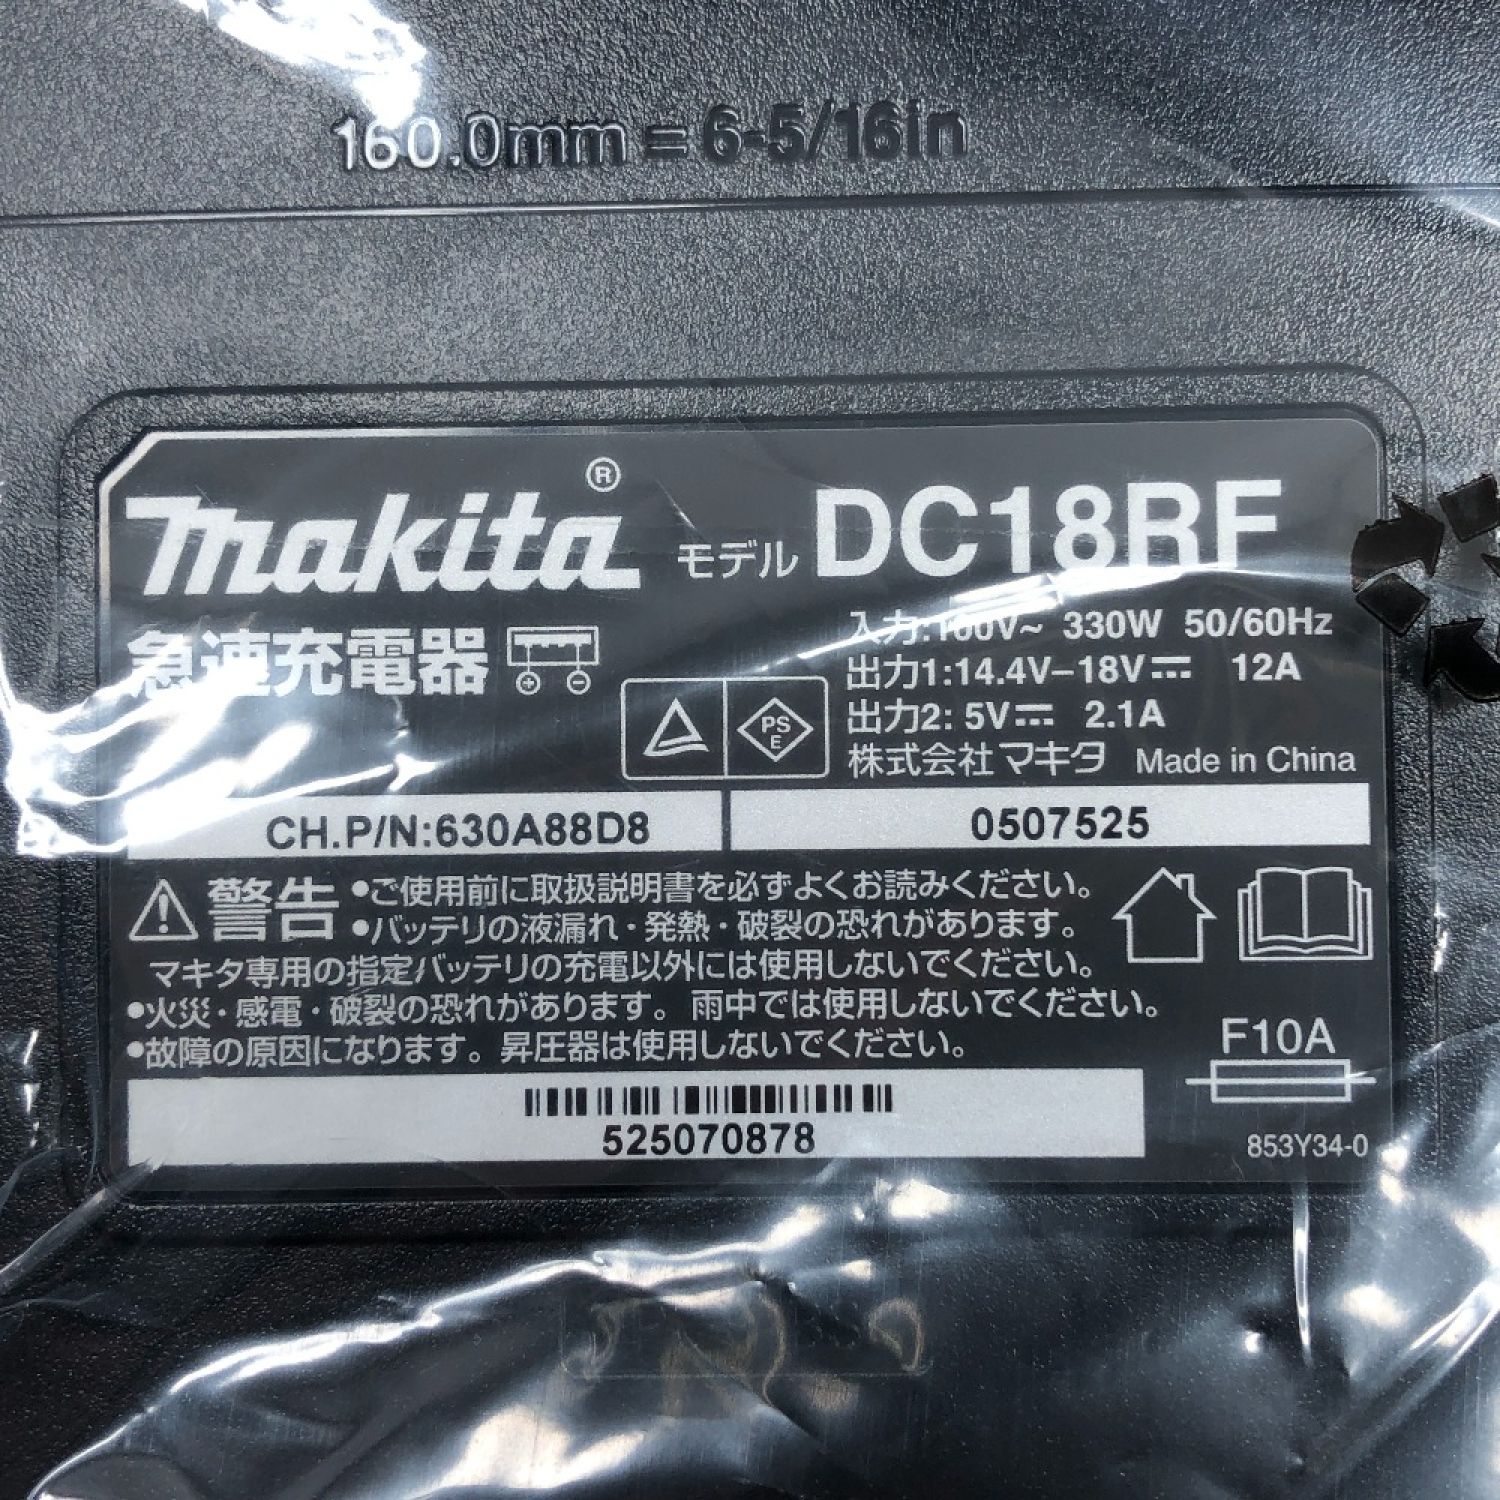 160.0mm = 6-5/16in
makita®
モデル DC18RF
急速充電器
入力:100V~ 330W 50/60Hz
出力1:14.4V–18V⎓ 12A
出力2: 5V⎓ 2.1A
株式会社マキタ Made in China
PSE
CH.P/N:630A88D8
0507525
警告
•ご使用前に取扱説明書を必ずよくお読みください。
•バッテリの液漏れ・発熱・破裂の恐れがあります。
マキタ専用の指定バッテリの充電以外には使用しないでください。
•火災・感電・破裂の恐れがあります。雨中では使用しないでください。
•故障の原因になります。昇圧器は使用しないでください。
F10A
525070878
853Y34-0